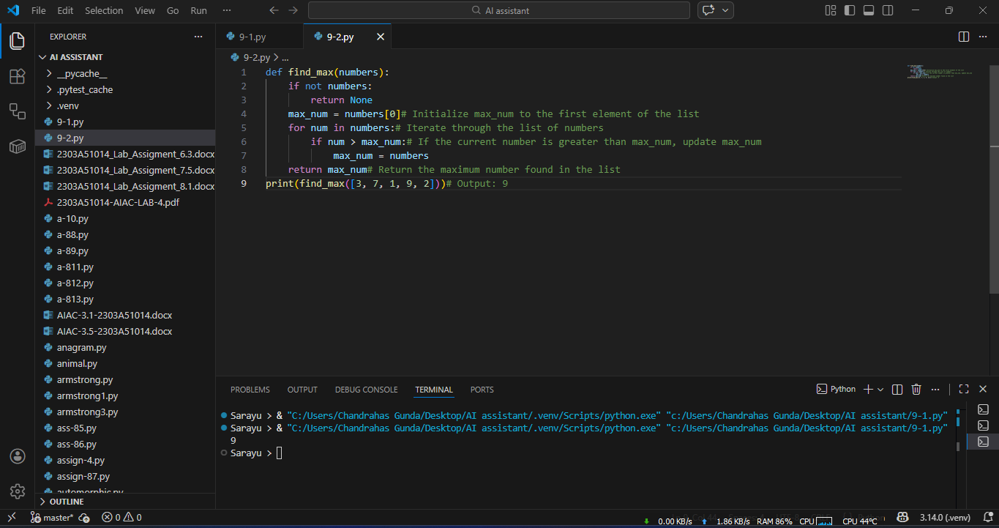 File Edit Selection View Go Run ··· AI assistant
EXPLORER ···
AI ASSISTANT
__pycache__
.pytest_cache
.venv
9-1.py
9-2.py
2303A51014_Lab_Assigment_6.3.docx
2303A51014_Lab_Assigment_7.5.docx
2303A51014_Lab_Assigment_8.1.docx
2303A51014-AIAC-LAB-4.pdf
a-10.py
a-88.py
a-89.py
a-811.py
a-812.py
a-813.py
AIAC-3.1-2303A51014.docx
AIAC-3.5-2303A51014.docx
anagram.py
animal.py
armstrong.py
armstrong1.py
armstrong3.py
ass-85.py
ass-86.py
assign-4.py
assign-87.py
automorphic.py
OUTLINE
9-1.py 9-2.py
9-2.py > ...
1 def find_max(numbers):
2 if not numbers:
3 return None
4 max_num = numbers[0]# Initialize max_num to the first element of the list
5 for num in numbers:# Iterate through the list of numbers
6 if num > max_num:# If the current number is greater than max_num, update max_num
7 max_num = numbers
8 return max_num# Return the maximum number found in the list
9 print(find_max([3, 7, 1, 9, 2]))# Output: 9
PROBLEMS OUTPUT DEBUG CONSOLE TERMINAL PORTS Python
Sarayu > & "C:/Users/Chandrahas Gunda/Desktop/AI assistant/.venv/Scripts/python.exe" "c:/Users/Chandrahas Gunda/Desktop/AI assistant/9-1.py"
Sarayu > & "C:/Users/Chandrahas Gunda/Desktop/AI assistant/.venv/Scripts/python.exe" "c:/Users/Chandrahas Gunda/Desktop/AI assistant/9-1.py"
9
Sarayu >
master* 0 0 0.00 KB/s 1.86 KB/s RAM 86% CPU CPU 44°C 3.14.0 (.venv)